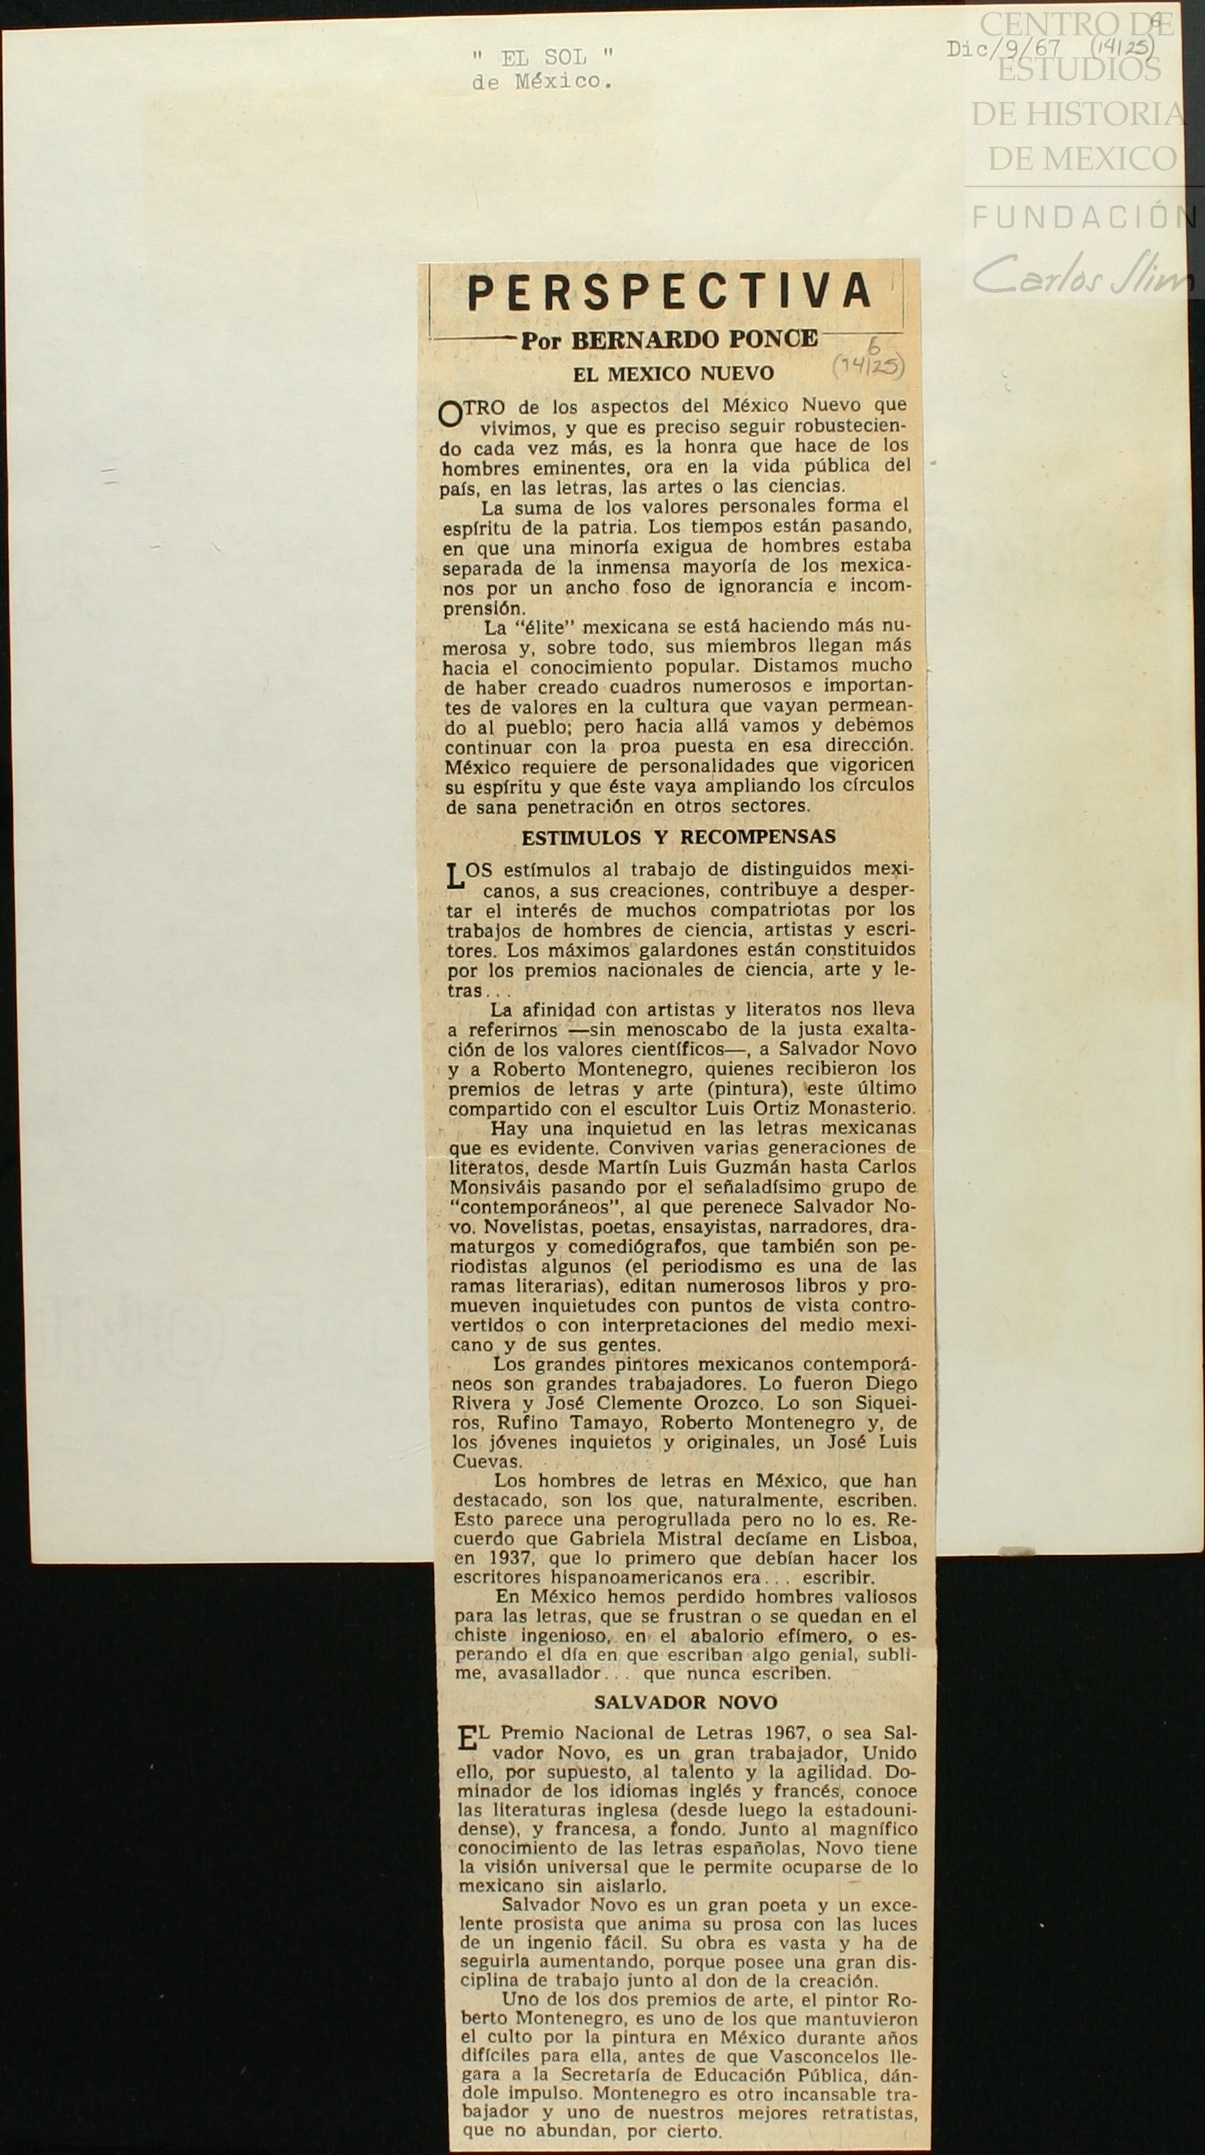 " EL SOL "
de México.
Dic/9/67 (14125)
6
CENTRO DE
ESTUDIOS
DE HISTORIA
DE MEXICO
FUNDACIÓN
Carlos Slim
PERSPECTIVA
Por BERNARDO PONCE
6
(14125)
EL MEXICO NUEVO
OTRO de los aspectos del México Nuevo que
vivimos, y que es preciso seguir robustecien-
do cada vez más, es la honra que hace de los
hombres eminentes, ora en la vida pública del
país, en las letras, las artes o las ciencias.
La suma de los valores personales forma el
espíritu de la patria. Los tiempos están pasando,
en que una minoría exigua de hombres estaba
separada de la inmensa mayoría de los mexica-
nos por un ancho foso de ignorancia e incom-
prensión.
La "élite" mexicana se está haciendo más nu-
merosa y, sobre todo, sus miembros llegan más
hacia el conocimiento popular. Distamos mucho
de haber creado cuadros numerosos e importan-
tes de valores en la cultura que vayan permean-
do al pueblo; pero hacia allá vamos y debemos
continuar con la proa puesta en esa dirección.
México requiere de personalidades que vigoricen
su espíritu y que éste vaya ampliando los círculos
de sana penetración en otros sectores.
ESTIMULOS Y RECOMPENSAS
LOS estímulos al trabajo de distinguidos mexi-
canos, a sus creaciones, contribuye a desper-
tar el interés de muchos compatriotas por los
trabajos de hombres de ciencia, artistas y escri-
tores. Los máximos galardones están constituidos
por los premios nacionales de ciencia, arte y le-
tras...
La afinidad con artistas y literatos nos lleva
a referirnos —sin menoscabo de la justa exalta-
ción de los valores científicos—, a Salvador Novo
y a Roberto Montenegro, quienes recibieron los
premios de letras y arte (pintura), este último
compartido con el escultor Luis Ortiz Monasterio.
Hay una inquietud en las letras mexicanas
que es evidente. Conviven varias generaciones de
literatos, desde Martín Luis Guzmán hasta Carlos
Monsiváis pasando por el señaladísimo grupo de
"contemporáneos", al que perenece Salvador No-
vo. Novelistas, poetas, ensayistas, narradores, dra-
maturgos y comediógrafos, que también son pe-
riodistas algunos (el periodismo es una de las
ramas literarias), editan numerosos libros y pro-
mueven inquietudes con puntos de vista contro-
vertidos o con interpretaciones del medio mexi-
cano y de sus gentes.
Los grandes pintores mexicanos contemporá-
neos son grandes trabajadores. Lo fueron Diego
Rivera y José Clemente Orozco. Lo son Siquei-
ros, Rufino Tamayo, Roberto Montenegro y, de
los jóvenes inquietos y originales, un José Luis
Cuevas.
Los hombres de letras en México, que han
destacado, son los que, naturalmente, escriben.
Esto parece una perogrullada pero no lo es. Re-
cuerdo que Gabriela Mistral decíame en Lisboa,
en 1937, que lo primero que debían hacer los
escritores hispanoamericanos era... escribir.
En México hemos perdido hombres valiosos
para las letras, que se frustran o se quedan en el
chiste ingenioso, en el abalorio efímero, o es-
perando el día en que escriban algo genial, subli-
me, avasallador... que nunca escriben.
SALVADOR NOVO
EL Premio Nacional de Letras 1967, o sea Sal-
vador Novo, es un gran trabajador, Unido
ello, por supuesto, al talento y la agilidad. Do-
minador de los idiomas inglés y francés, conoce
las literaturas inglesa (desde luego la estadouni-
dense), y francesa, a fondo. Junto al magnífico
conocimiento de las letras españolas, Novo tiene
la visión universal que le permite ocuparse de lo
mexicano sin aislarlo.
Salvador Novo es un gran poeta y un exce-
lente prosista que anima su prosa con las luces
de un ingenio fácil. Su obra es vasta y ha de
seguirla aumentando, porque posee una gran dis-
ciplina de trabajo junto al don de la creación.
Uno de los dos premios de arte, el pintor Ro-
berto Montenegro, es uno de los que mantuvieron
el culto por la pintura en México durante años
difíciles para ella, antes de que Vasconcelos lle-
gara a la Secretaría de Educación Pública, dán-
dole impulso. Montenegro es otro incansable tra-
bajador y uno de nuestros mejores retratistas,
que no abundan, por cierto.